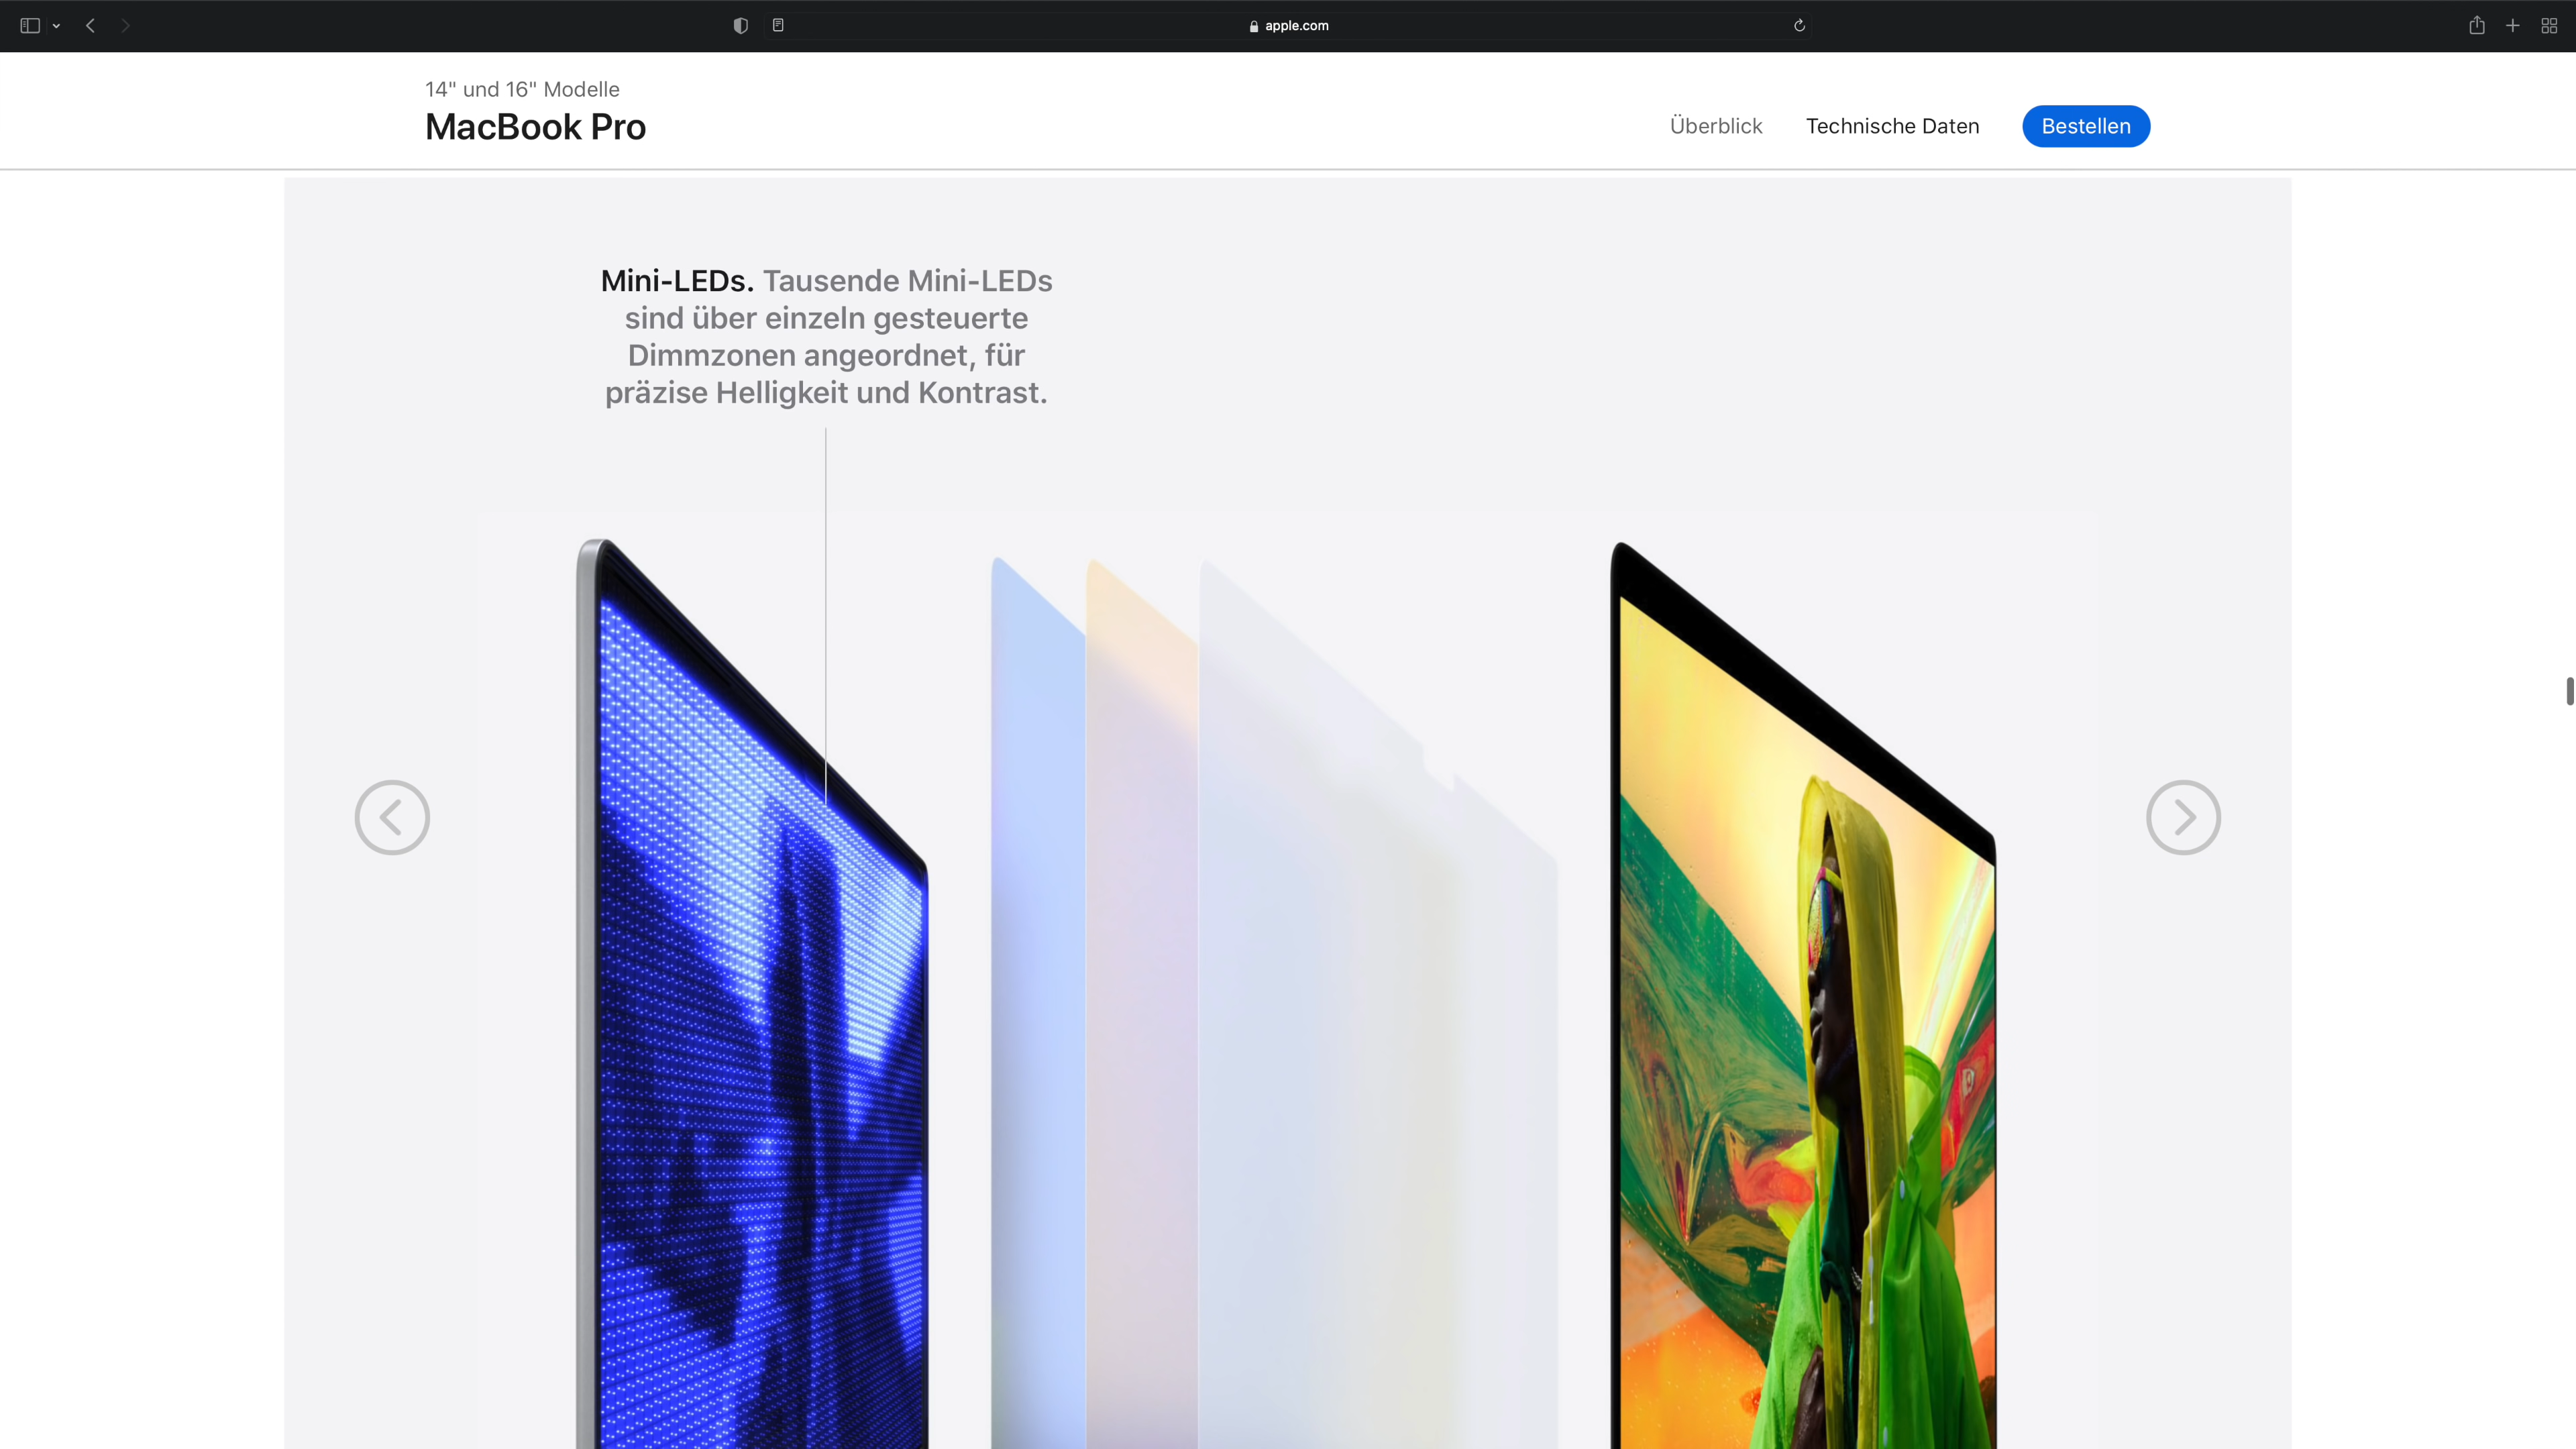 apple.com
14" und 16" Modelle
MacBook Pro
Überblick
Technische Daten
Bestellen
Mini-LEDs. Tausende Mini-LEDs
sind über einzeln gesteuerte
Dimmzonen angeordnet, für
präzise Helligkeit und Kontrast.